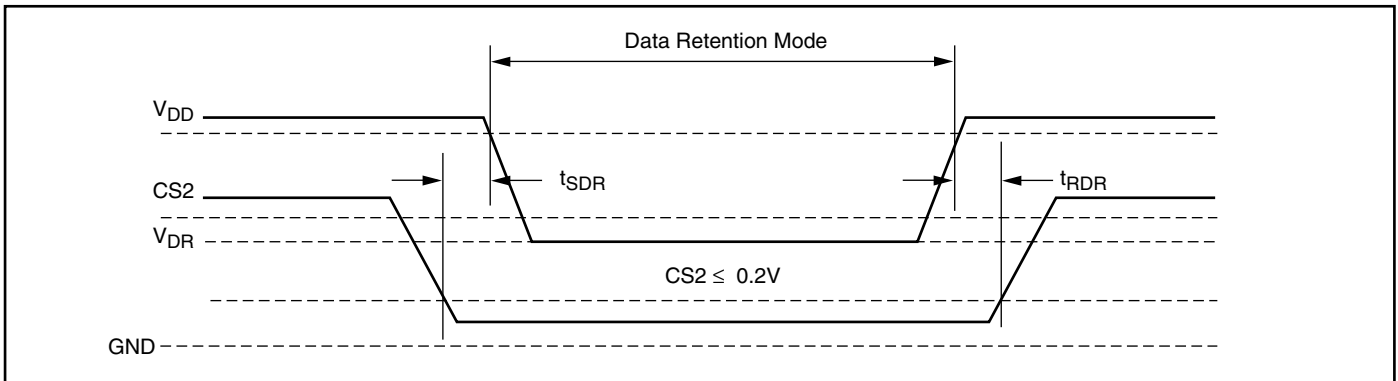 Data Retention Mode
VDD
tSDR
tRDR
CS2
VDR
CS2 ≤ 0.2V
GND